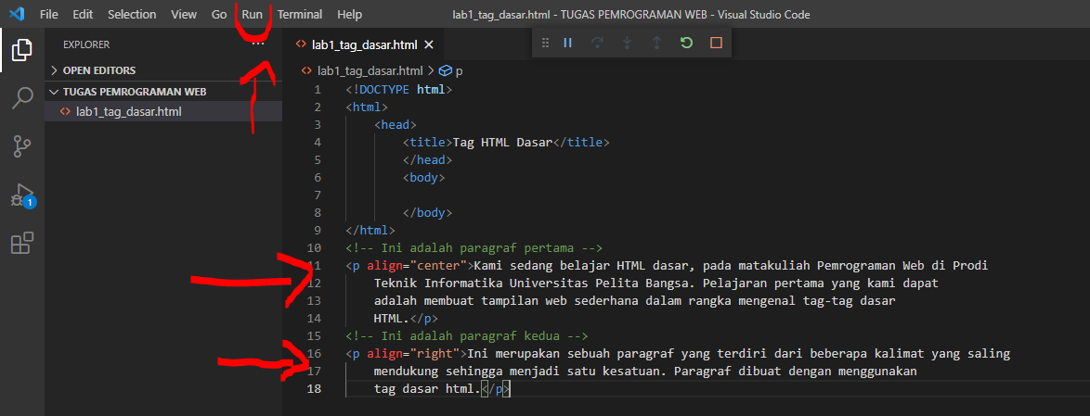 File Edit Selection View Go Run Terminal Help
lab1_tag_dasar.html - TUGAS PEMROGRAMAN WEB - Visual Studio Code
EXPLORER
OPEN EDITORS
TUGAS PEMROGRAMAN WEB
lab1_tag_dasar.html
1
lab1_tag_dasar.html
lab1_tag_dasar.html > p
1 <!DOCTYPE html>
2 <html>
3 <head>
4 <title>Tag HTML Dasar</title>
5 </head>
6 <body>
7
8 </body>
9 </html>
10 <!-- Ini adalah paragraf pertama -->
11 <p align="center">Kami sedang belajar HTML dasar, pada matakuliah Pemrograman Web di Prodi
12 Teknik Informatika Universitas Pelita Bangsa. Pelajaran pertama yang kami dapat
13 adalah membuat tampilan web sederhana dalam rangka mengenal tag-tag dasar
14 HTML.</p>
15 <!-- Ini adalah paragraf kedua -->
16 <p align="right">Ini merupakan sebuah paragraf yang terdiri dari beberapa kalimat yang saling
17 mendukung sehingga menjadi satu kesatuan. Paragraf dibuat dengan menggunakan
18 tag dasar html.</p>